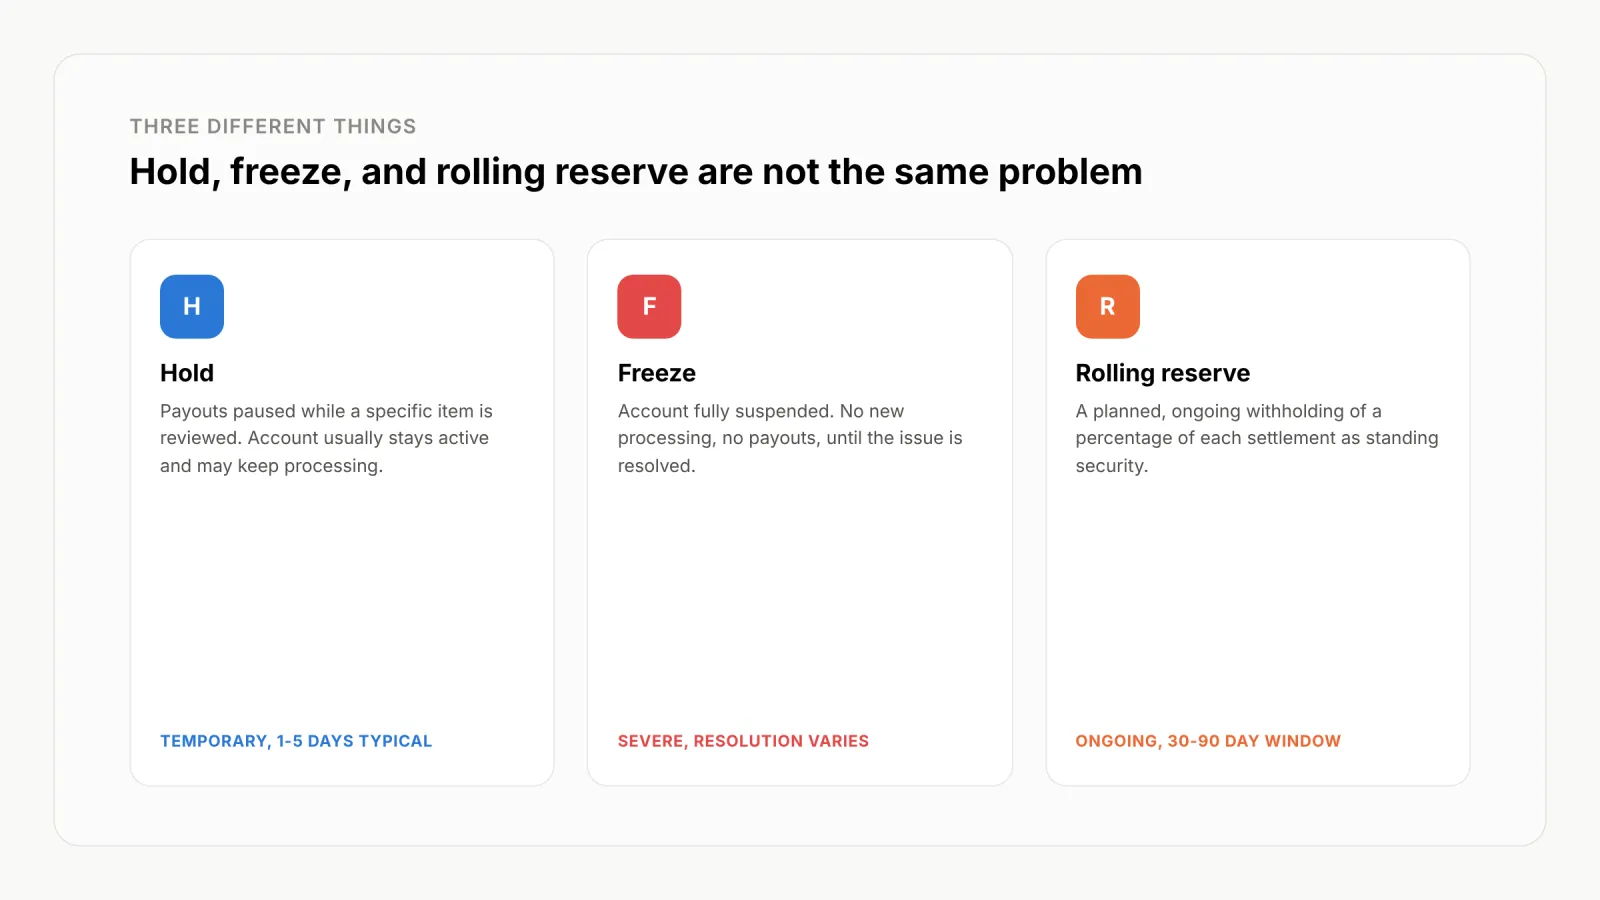 THREE DIFFERENT THINGS
Hold, freeze, and rolling reserve are not the same problem
H
Hold
Payouts paused while a specific item is
reviewed. Account usually stays active
and may keep processing.
TEMPORARY, 1-5 DAYS TYPICAL
F
Freeze
Account fully suspended. No new
processing, no payouts, until the issue is
resolved.
SEVERE, RESOLUTION VARIES
R
Rolling reserve
A planned, ongoing withholding of a
percentage of each settlement as standing
security.
ONGOING, 30-90 DAY WINDOW